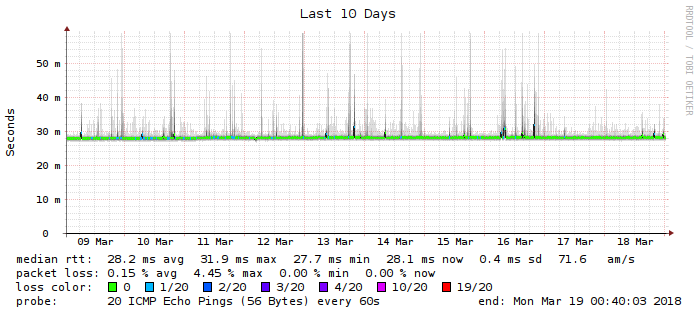 Last 10 Days
RRDTOOL / TOBI OETIKER
Seconds
50 m
40 m
30 m
20 m
10 m
0
09 Mar 10 Mar 11 Mar 12 Mar 13 Mar 14 Mar 15 Mar 16 Mar 17 Mar 18 Mar
median rtt: 28.2 ms avg 31.9 ms max 27.7 ms min 28.1 ms now 0.4 ms sd 71.6 am/s
packet loss: 0.15 % avg 4.45 % max 0.00 % min 0.00 % now
loss color: 0 1/20 2/20 3/20 4/20 10/20 19/20
probe: 20 ICMP Echo Pings (56 Bytes) every 60s end: Mon Mar 19 00:40:03 2018